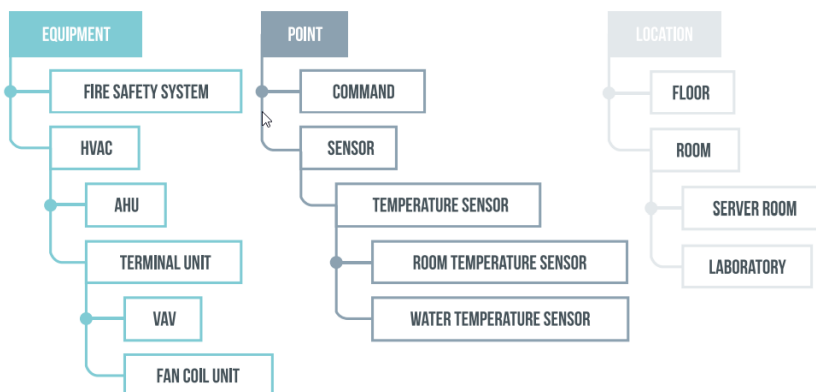 EQUIPMENT
FIRE SAFETY SYSTEM
HVAC
AHU
TERMINAL UNIT
VAV
FAN COIL UNIT
POINT
COMMAND
SENSOR
TEMPERATURE SENSOR
ROOM TEMPERATURE SENSOR
WATER TEMPERATURE SENSOR
LOCATION
FLOOR
ROOM
SERVER ROOM
LABORATORY